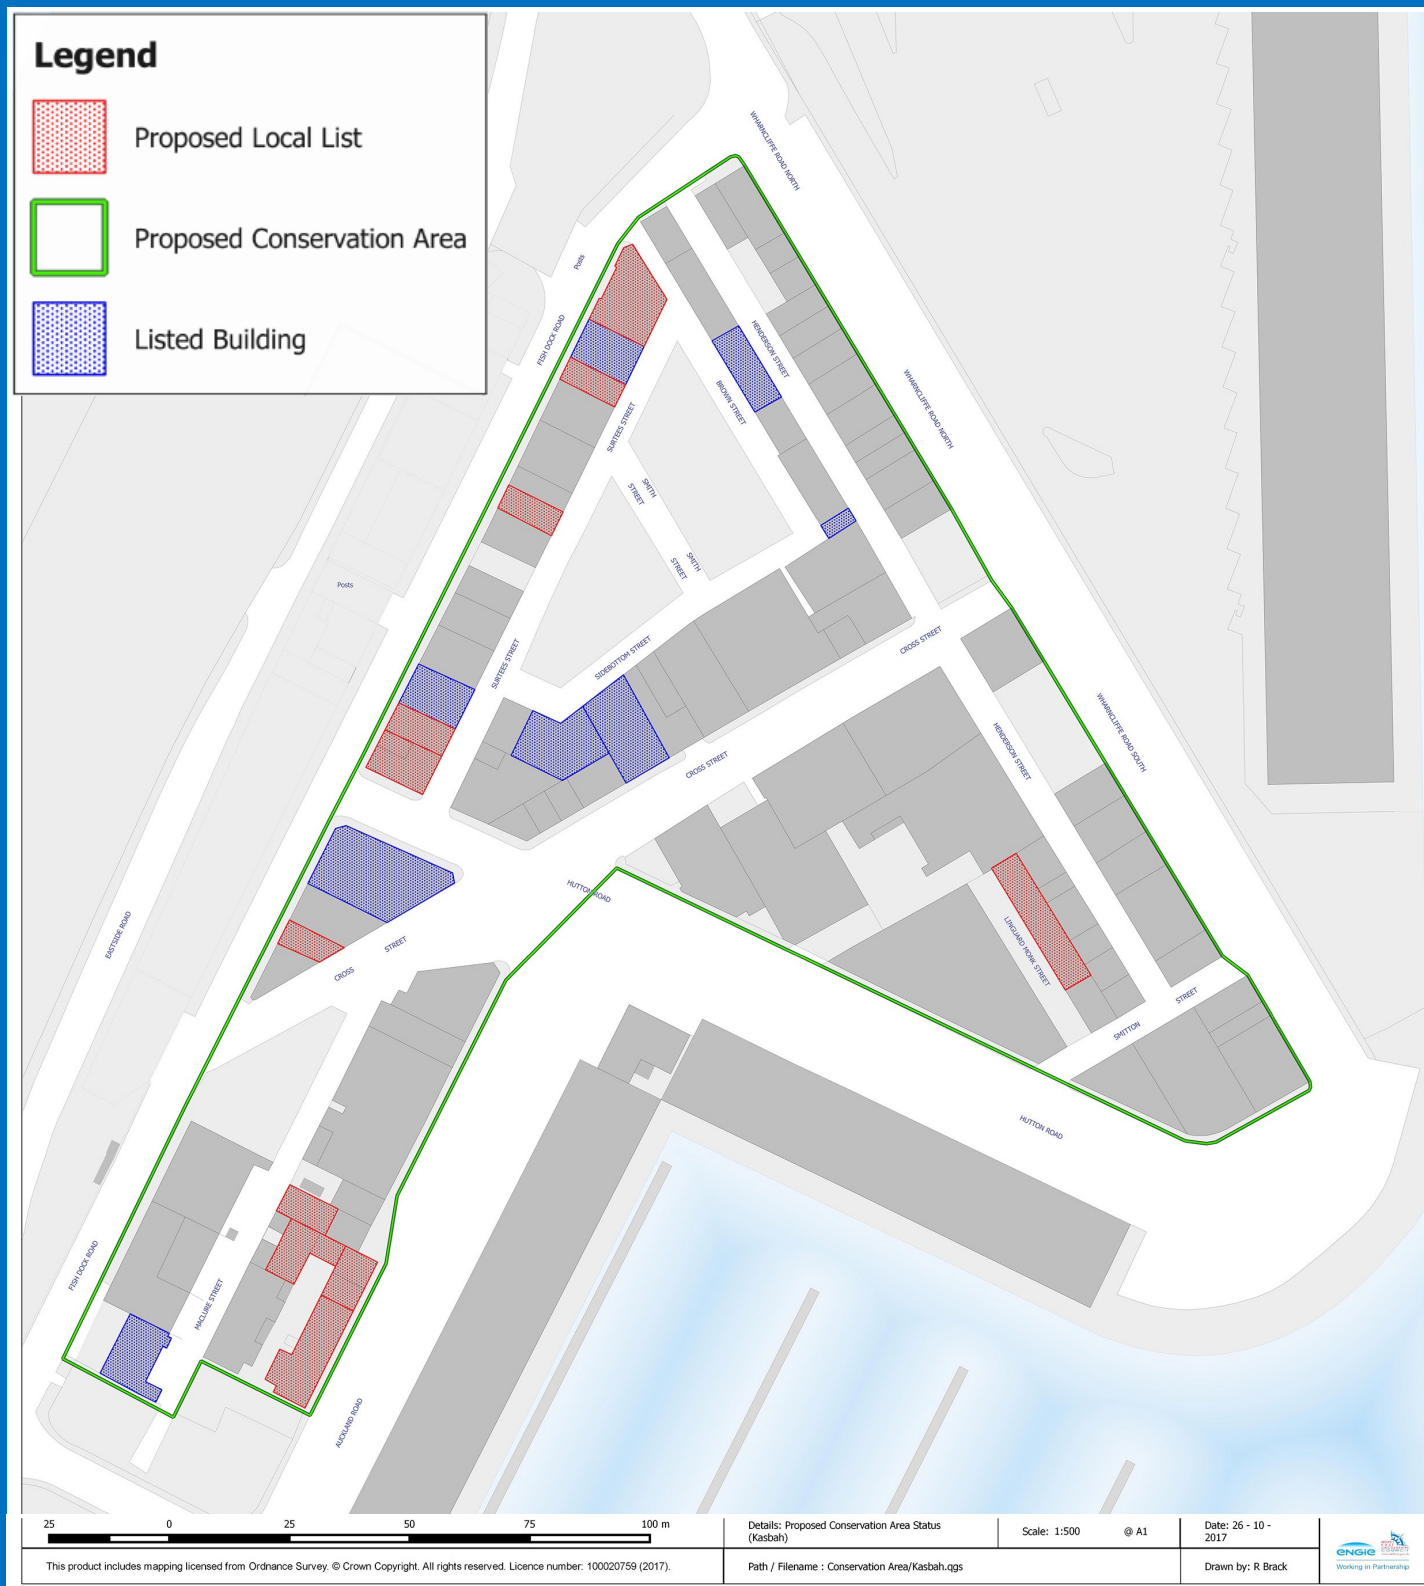 Legend
Proposed Local List
Proposed Conservation Area
Listed Building
WHARNCLIFFE ROAD NORTH
Posts
FISH DOCK ROAD
HENDERSON STREET
BROWN STREET
WHARNCLIFFE ROAD NORTH
SURTEES STREET
SMITH
STREET
SMITH
STREET
Posts
SIDEBOTTOM STREET
CROSS STREET
SURTEES STREET
WHARNCLIFFE ROAD SOUTH
HENDERSON STREET
CROSS STREET
HUTTON ROAD
EASTSIDE ROAD
STREET
CROSS
LINGUARD MONK STREET
STREET
SMITTON
HUTTON ROAD
FISH DOCK ROAD
MACLURE STREET
AUCKLAND ROAD
25 0 25 50 75 100 m
Details: Proposed Conservation Area Status
(Kasbah)
Scale: 1:500 @ A1
Date: 26 - 10 -
2017
This product includes mapping licensed from Ordnance Survey. © Crown Copyright. All rights reserved. Licence number: 100020759 (2017).
Path / Filename : Conservation Area/Kasbah.qgs
Drawn by: R Brack
ENGIE
Working in Partnership